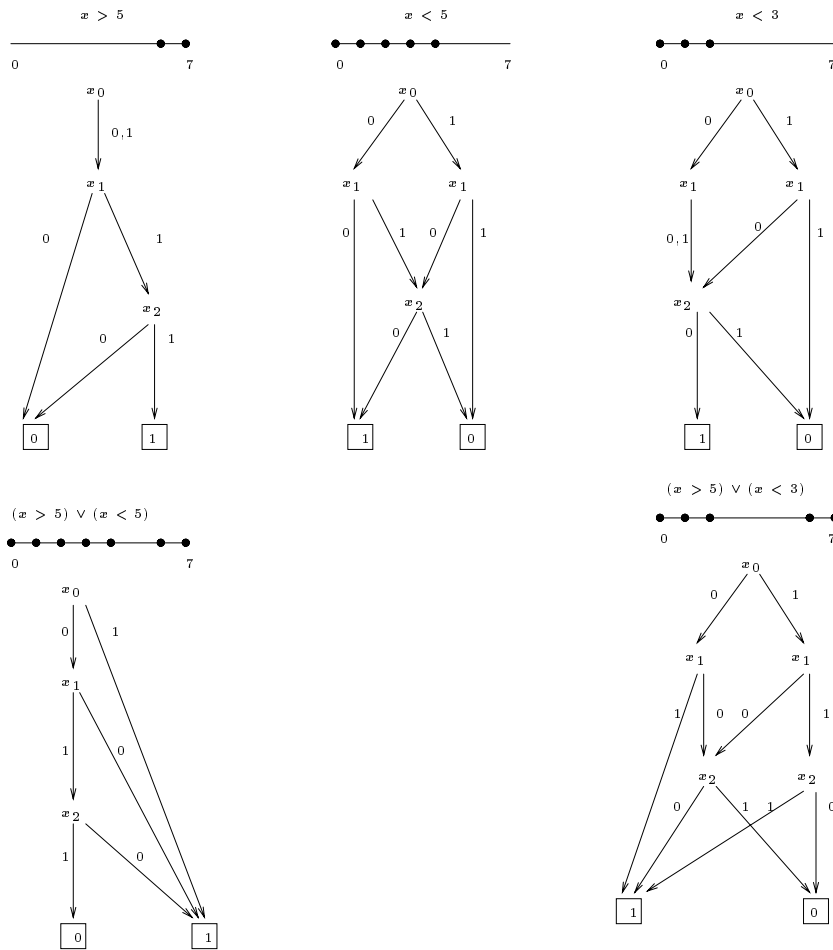 x > 5 x < 5 x < 3
0 7 0 7 0 7
x0 x0 x0
0,1 0 1 0 1
x1 x1 x1 x1 x1
0 1 0 1 0 1 0,1 0 1
x2 x2 x2
0 1 0 1 0 1
0 1 1 0 1 0
(x > 5) ∨ (x < 5) (x > 5) ∨ (x < 3)
0 7 0 7
x0 x0
0 1 0 1
x1 x1 x1
1 0 1 0 0 1
x2 x2 x2
1 0 0 1 1 0
0 1 1 0